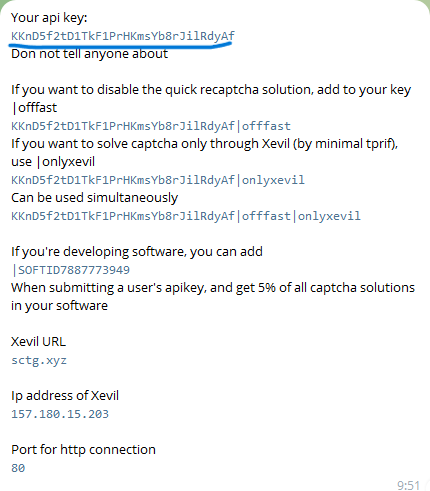 Your api key:
KKnD5f2tD1TkF1PrHKmsYb8rJilRdyAf
Don not tell anyone about
If you want to disable the quick recaptcha solution, add to your key
|offfast
KKnD5f2tD1TkF1PrHKmsYb8rJilRdyAf|offfast
If you want to solve captcha only through Xevil (by minimal tprif),
use |onlyxevil
KKnD5f2tD1TkF1PrHKmsYb8rJilRdyAf|onlyxevil
Can be used simultaneously
KKnD5f2tD1TkF1PrHKmsYb8rJilRdyAf|offfast|onlyxevil
If you're developing software, you can add
|SOFTID7887773949
When submitting a user's apikey, and get 5% of all captcha solutions
in your software
Xevil URL
sctg.xyz
Ip address of Xevil
157.180.15.203
Port for http connection
80
9:51